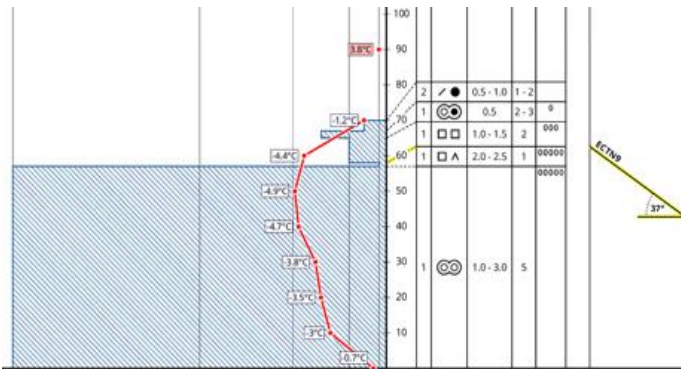 100
3.8°C
90
80
2 / ● 0.5 - 1.0 1 - 2
-1.2°C
70
1 0.5 2 - 3 0
1 □ □ 1.0 - 1.5 2 000
-4.4°C
60
1 □ ∧ 2.0 - 2.5 1 00000
ECTN9
00000
-4.9°C
50
37°
-4.7°C
40
-3.8°C
30
1 1.0 - 3.0 5
-3.5°C
20
-3°C
10
-0.7°C